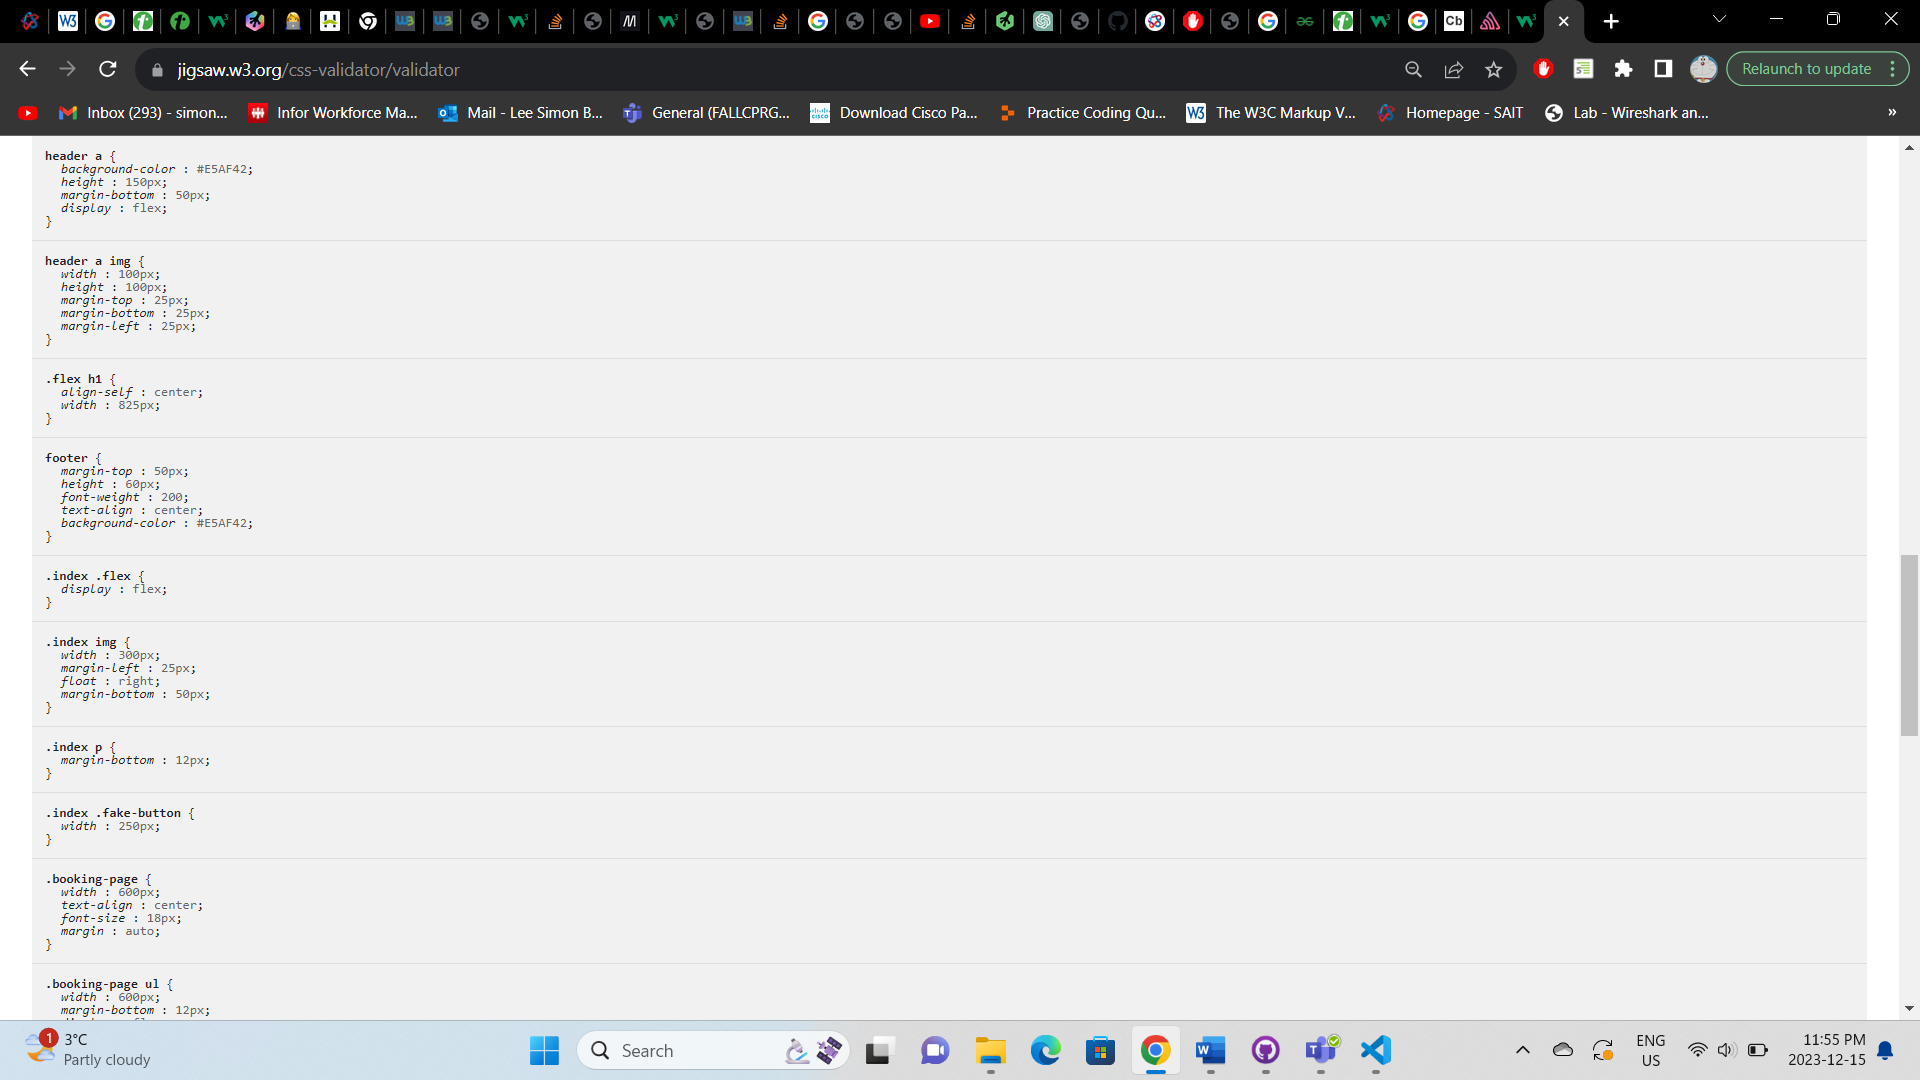 jigsaw.w3.org/css-validator/validator
Relaunch to update
Inbox (293) - simon...
Infor Workforce Ma...
Mail - Lee Simon B...
General (FALLCPRG...
Download Cisco Pa...
Practice Coding Qu...
The W3C Markup V...
Homepage - SAIT
Lab - Wireshark an...
»
header a {
background-color : #E5AF42;
height : 150px;
margin-bottom : 50px;
display : flex;
}
header a img {
width : 100px;
height : 100px;
margin-top : 25px;
margin-bottom : 25px;
margin-left : 25px;
}
.flex h1 {
align-self : center;
width : 825px;
}
footer {
margin-top : 50px;
height : 60px;
font-weight : 200;
text-align : center;
background-color : #E5AF42;
}
.index .flex {
display : flex;
}
.index img {
width : 300px;
margin-left : 25px;
float : right;
margin-bottom : 50px;
}
.index p {
margin-bottom : 12px;
}
.index .fake-button {
width : 250px;
}
.booking-page {
width : 600px;
text-align : center;
font-size : 18px;
margin : auto;
}
.booking-page ul {
width : 600px;
margin-bottom : 12px;
1
3°C
Partly cloudy
Search
ENG
US
11:55 PM
2023-12-15